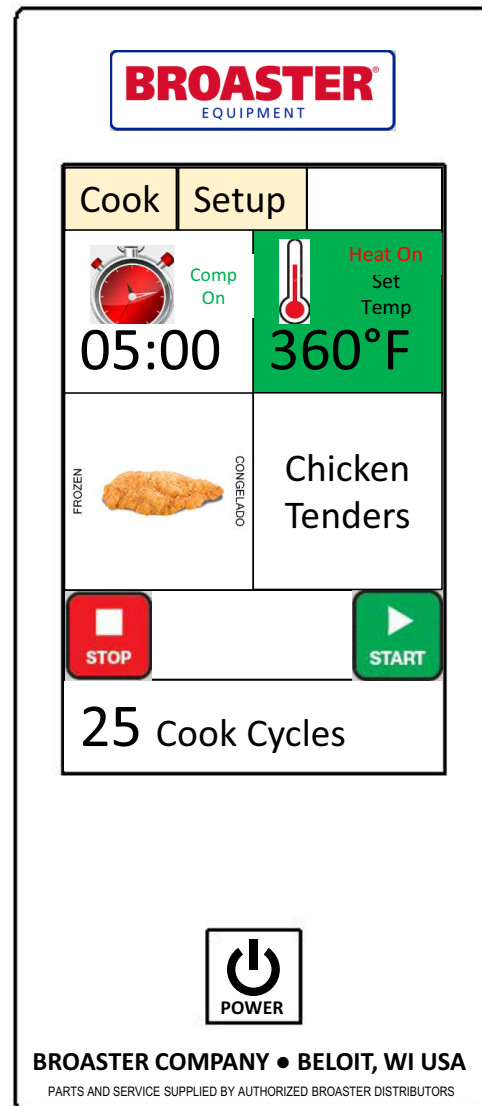 BROASTER®
EQUIPMENT
Cook Setup
Comp
On
05:00
Heat On
Set
Temp
360°F
FROZEN
CONGELADO
Chicken
Tenders
STOP
START
25 Cook Cycles
POWER
BROASTER COMPANY ● BELOIT, WI USA
PARTS AND SERVICE SUPPLIED BY AUTHORIZED BROASTER DISTRIBUTORS